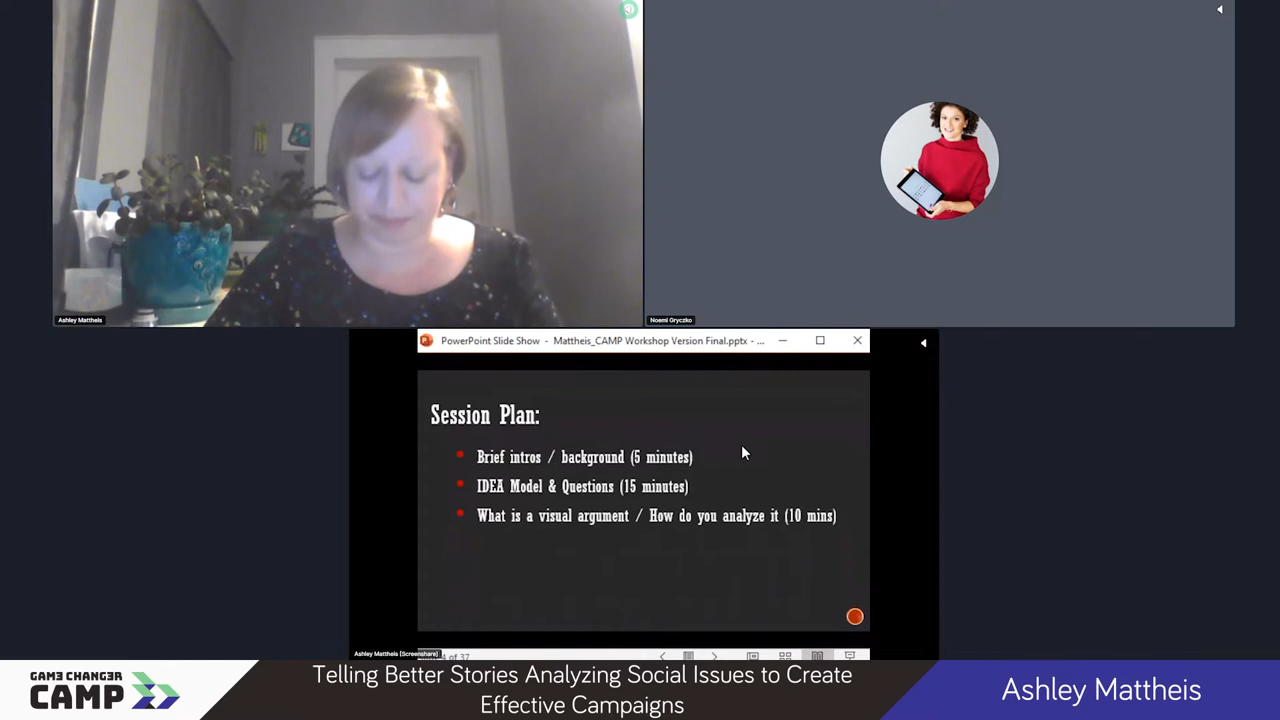 Ashley Mattheis
Noemi Gryczko
PowerPoint Slide Show - Mattheis_CAMP Workshop Version Final.pptx - ...
Session Plan:
Brief intros / background (5 minutes)
IDEA Model & Questions (15 minutes)
What is a visual argument / How do you analyze it (10 mins)
Ashley Mattheis [Screenshare]
of 37
GAME CHANGER
CAMP
Telling Better Stories Analyzing Social Issues to Create
Effective Campaigns
Ashley Mattheis